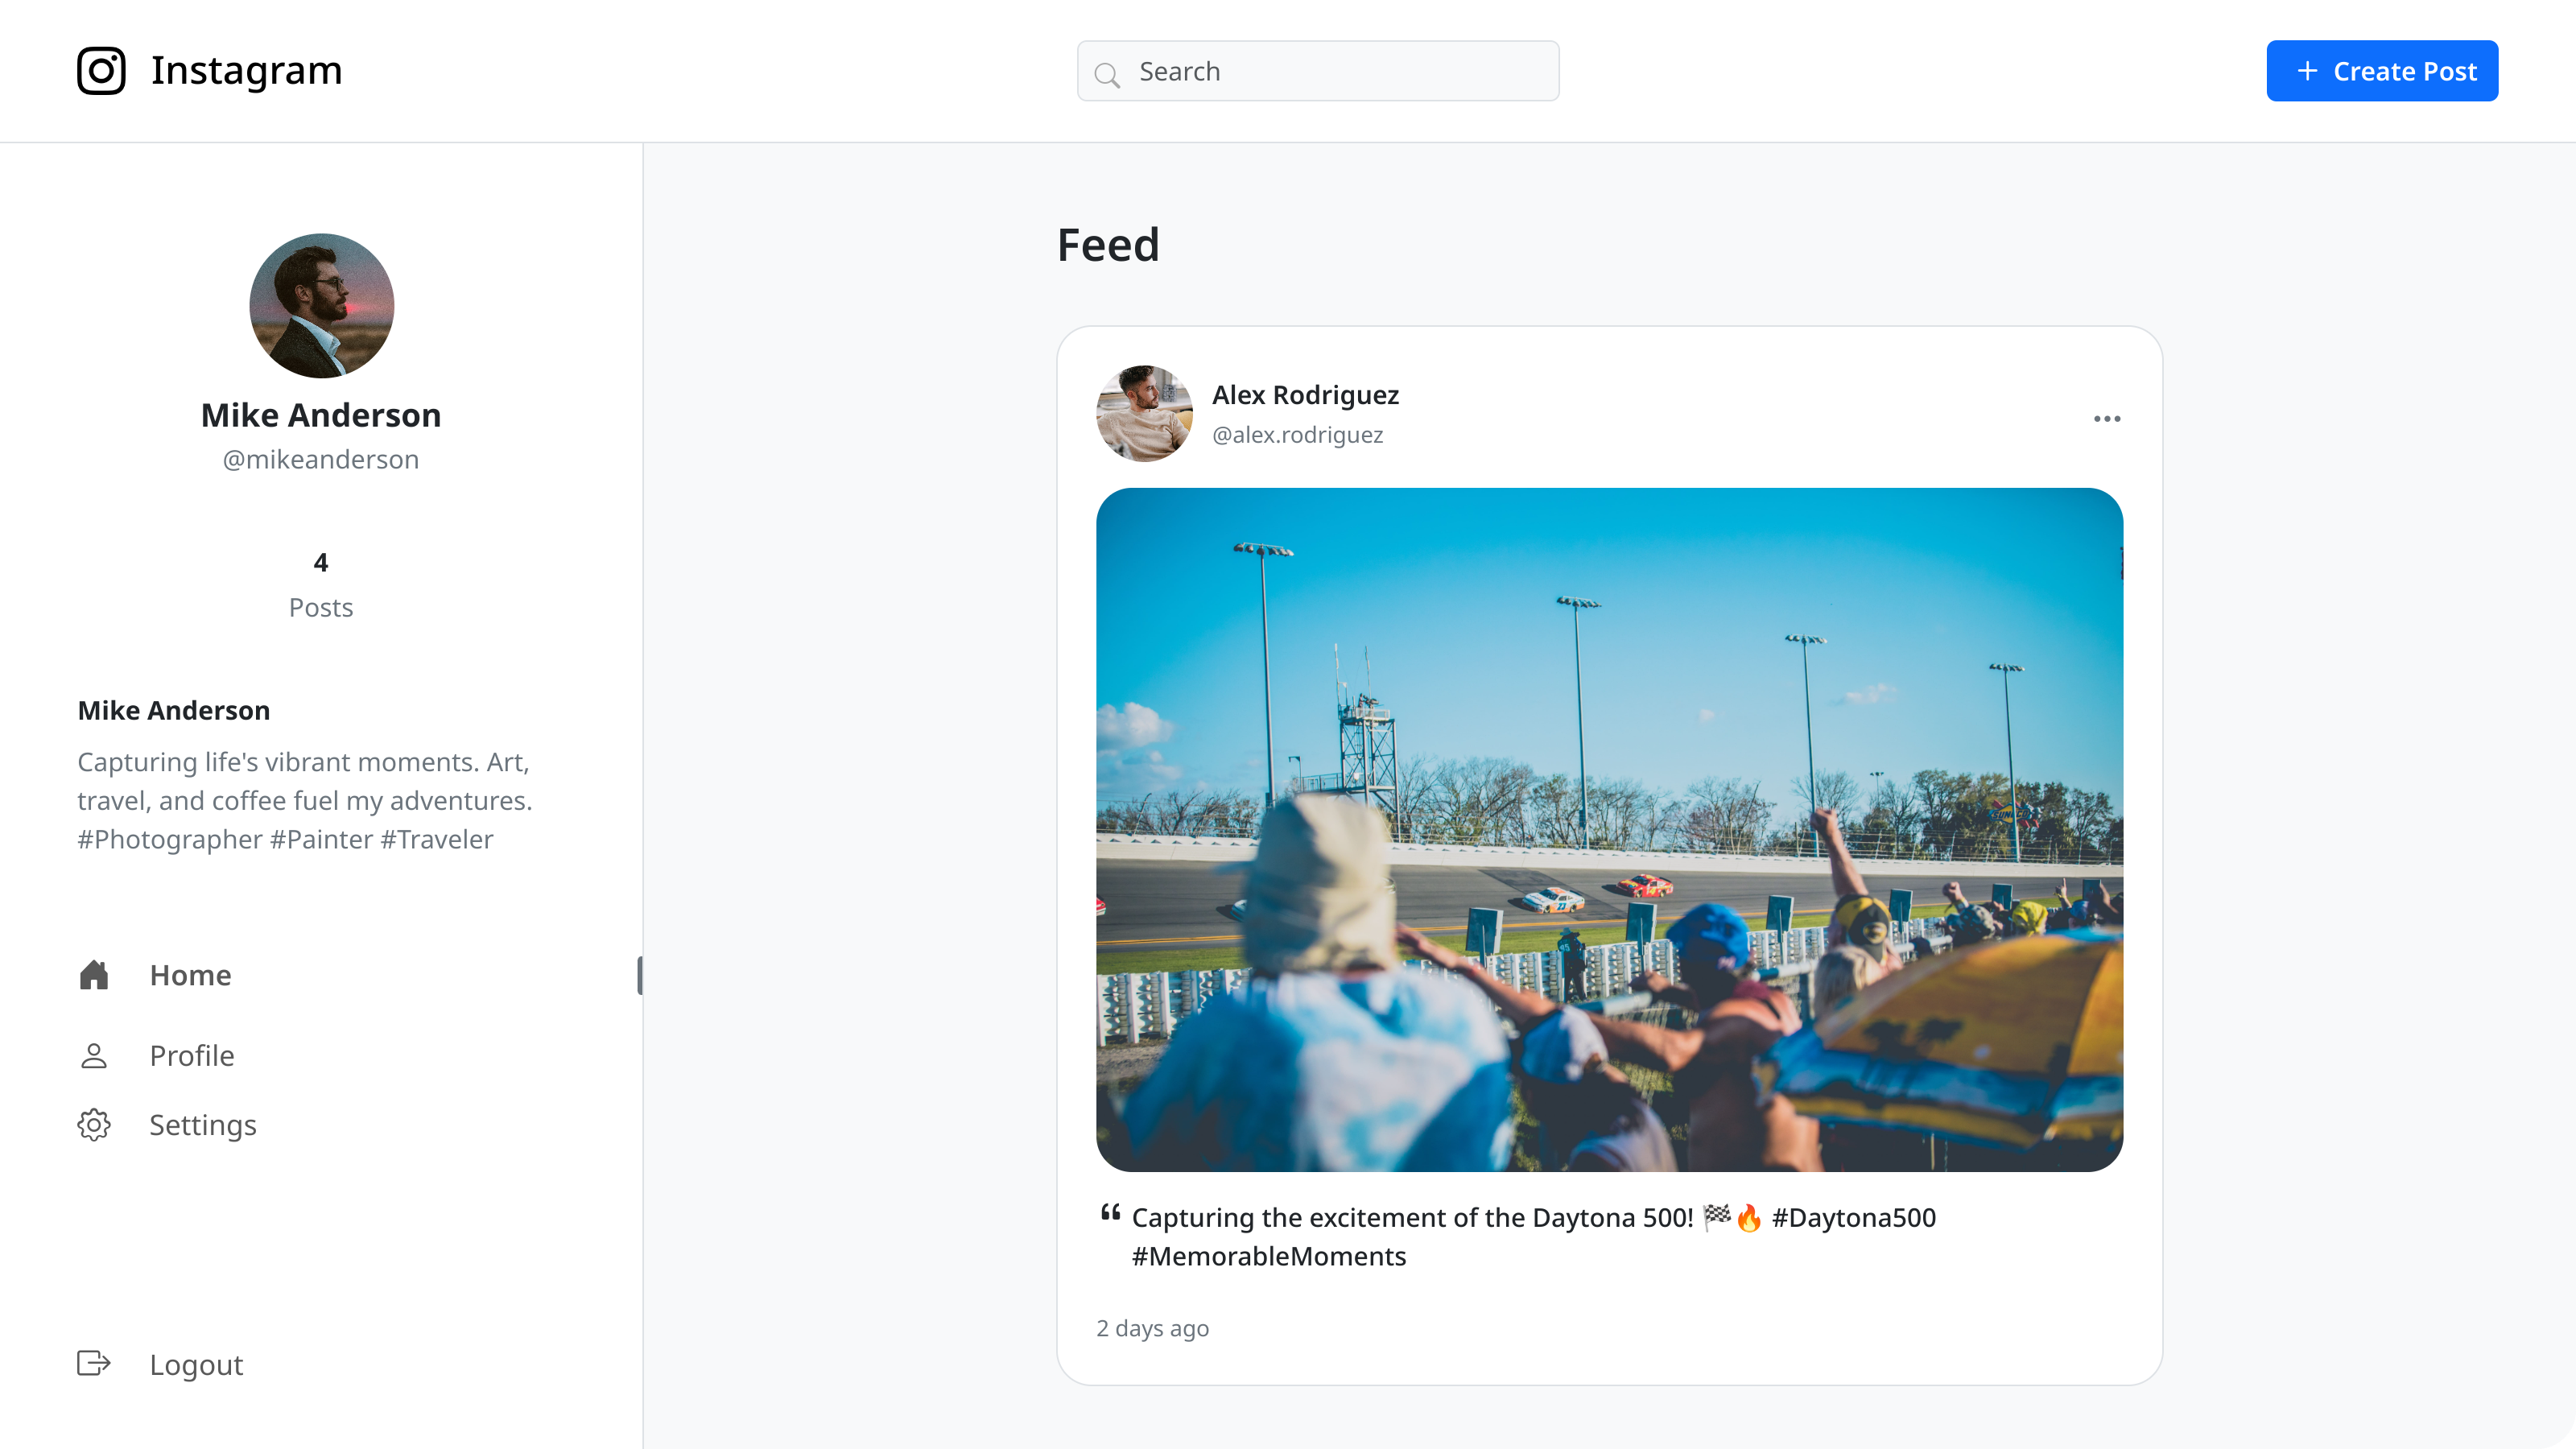 Instagram
Search
Create Post
Mike Anderson
@mikeanderson
4
Posts
Mike Anderson
Capturing life's vibrant moments. Art,
travel, and coffee fuel my adventures.
#Photographer #Painter #Traveler
Home
Profile
Settings
Logout
Feed
Alex Rodriguez
@alex.rodriguez
“ Capturing the excitement of the Daytona 500! 🏁🔥 #Daytona500
#MemorableMoments
2 days ago